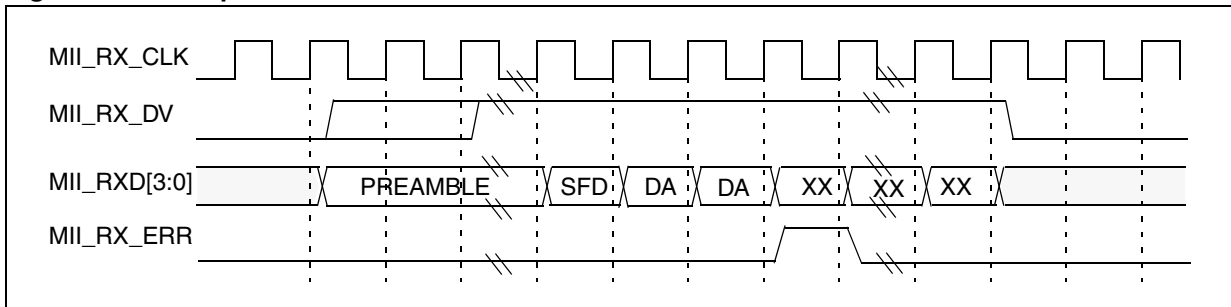 MII_RX_CLK
MII_RX_DV
MII_RXD[3:0]
PREAMBLE SFD DA DA XX XX XX
MII_RX_ERR